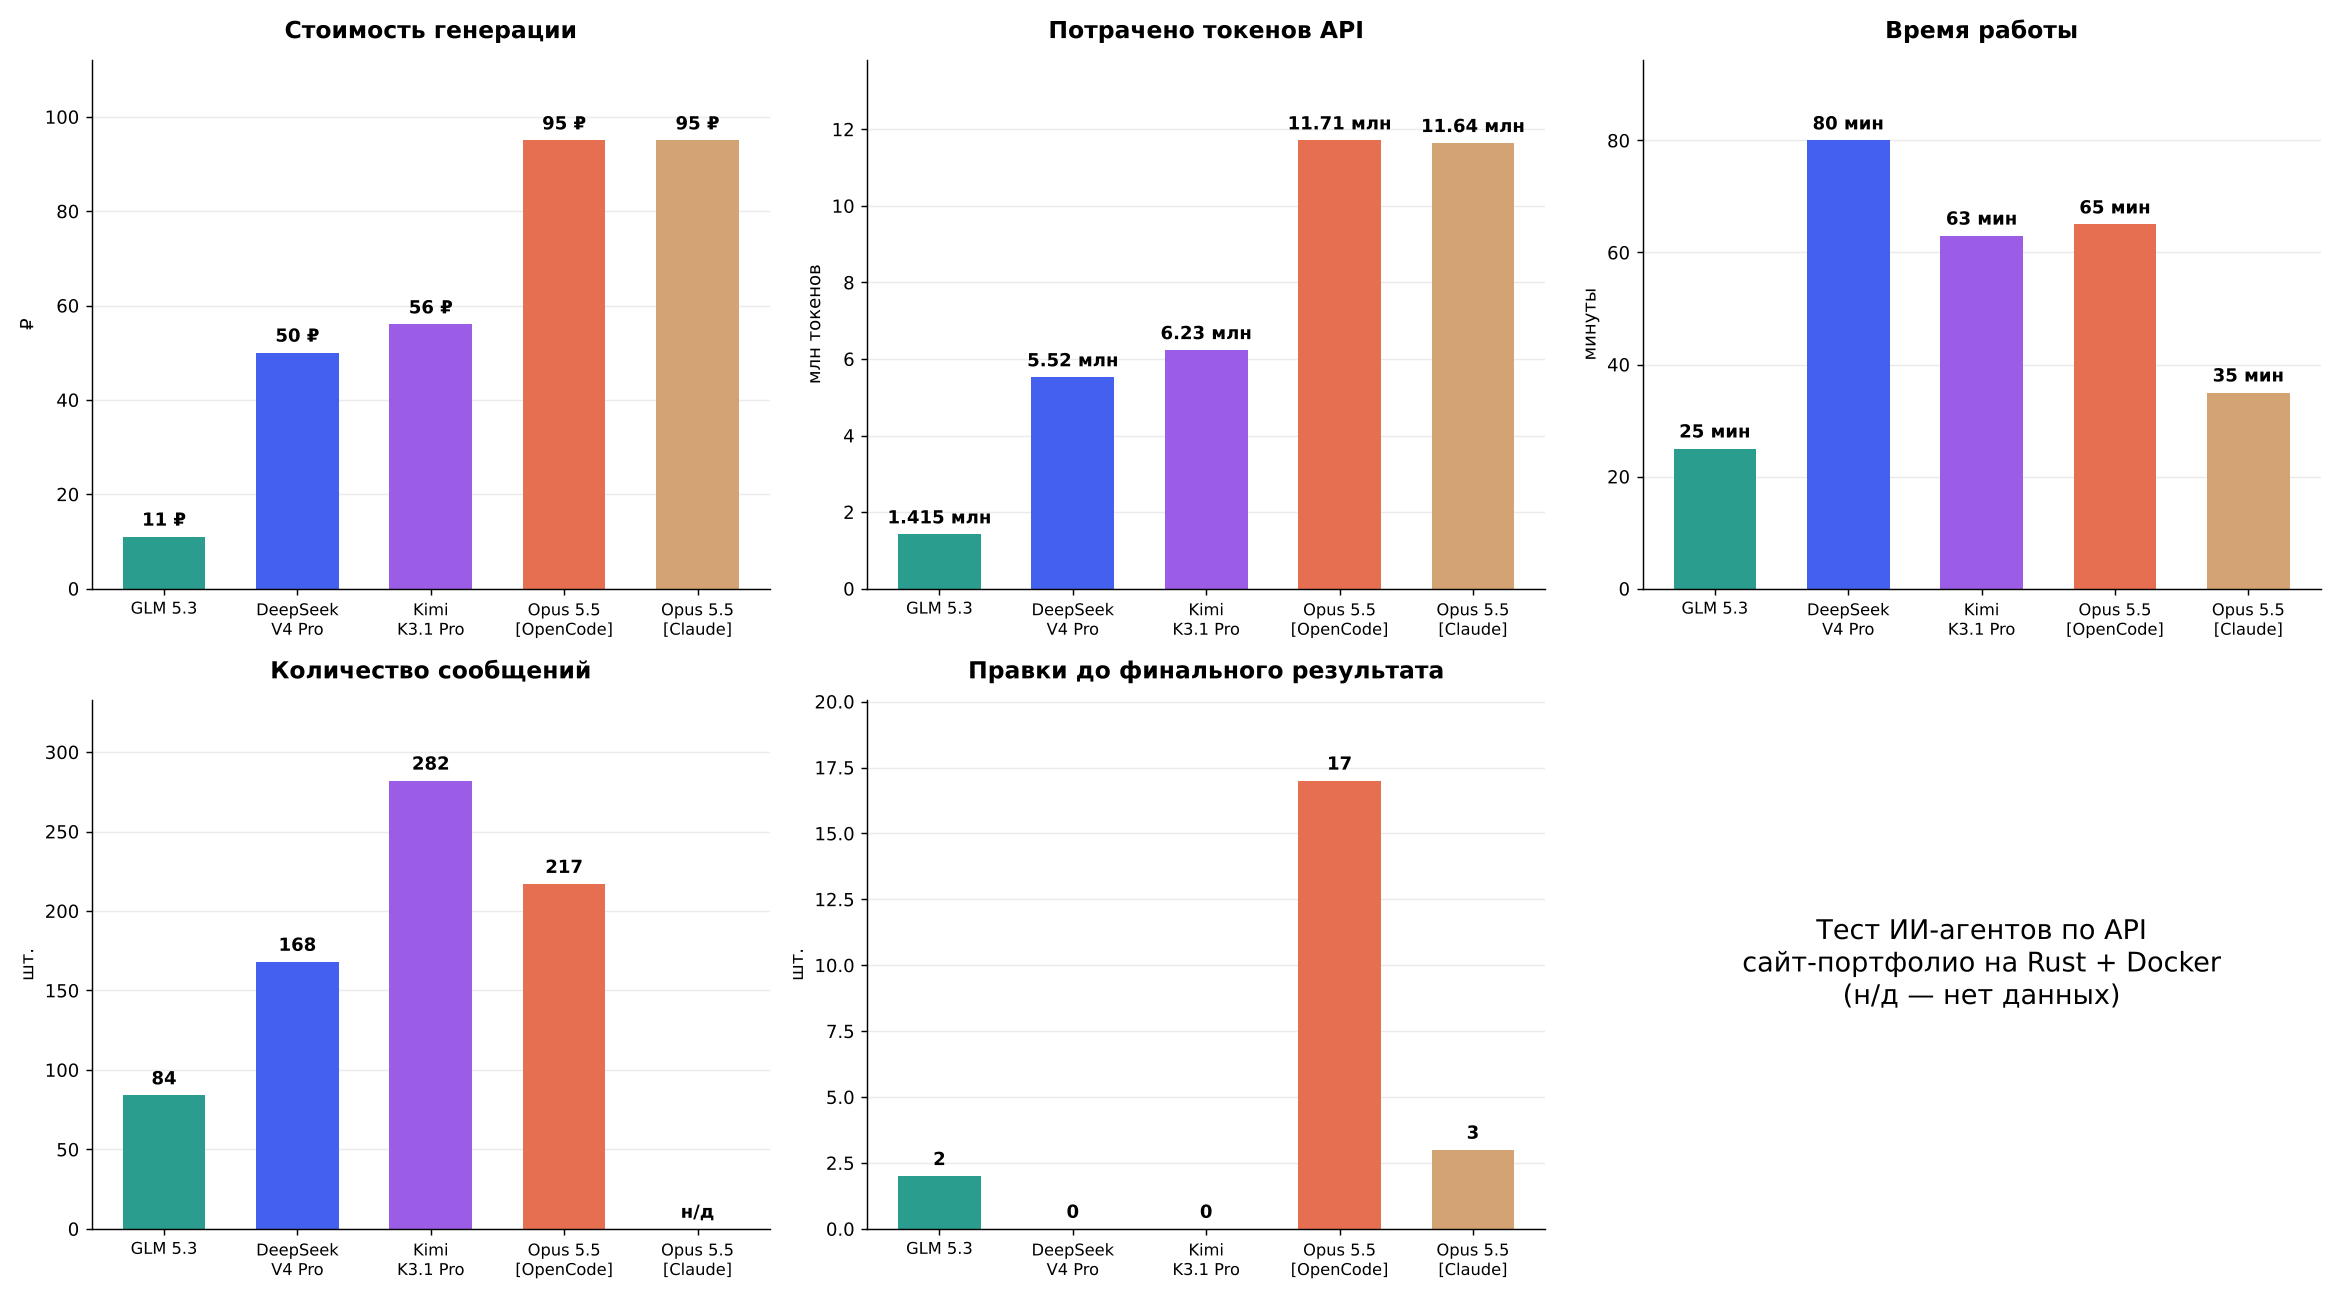 Стоимость генерации
₽
100
80
60
40
20
0
11 ₽
50 ₽
56 ₽
95 ₽
95 ₽
GLM 5.3
DeepSeek
V4 Pro
Kimi
K3.1 Pro
Opus 5.5
[OpenCode]
Opus 5.5
[Claude]
Потрачено токенов API
млн токенов
12
10
8
6
4
2
0
1.415 млн
5.52 млн
6.23 млн
11.71 млн
11.64 млн
GLM 5.3
DeepSeek
V4 Pro
Kimi
K3.1 Pro
Opus 5.5
[OpenCode]
Opus 5.5
[Claude]
Время работы
минуты
80
60
40
20
0
25 мин
80 мин
63 мин
65 мин
35 мин
GLM 5.3
DeepSeek
V4 Pro
Kimi
K3.1 Pro
Opus 5.5
[OpenCode]
Opus 5.5
[Claude]
Количество сообщений
шт.
300
250
200
150
100
50
0
84
168
282
217
н/д
GLM 5.3
DeepSeek
V4 Pro
Kimi
K3.1 Pro
Opus 5.5
[OpenCode]
Opus 5.5
[Claude]
Правки до финального результата
шт.
20.0
17.5
15.0
12.5
10.0
7.5
5.0
2.5
0.0
2
0
0
17
3
GLM 5.3
DeepSeek
V4 Pro
Kimi
K3.1 Pro
Opus 5.5
[OpenCode]
Opus 5.5
[Claude]
Тест ИИ-агентов по API
сайт-портфолио на Rust + Docker
(н/д — нет данных)